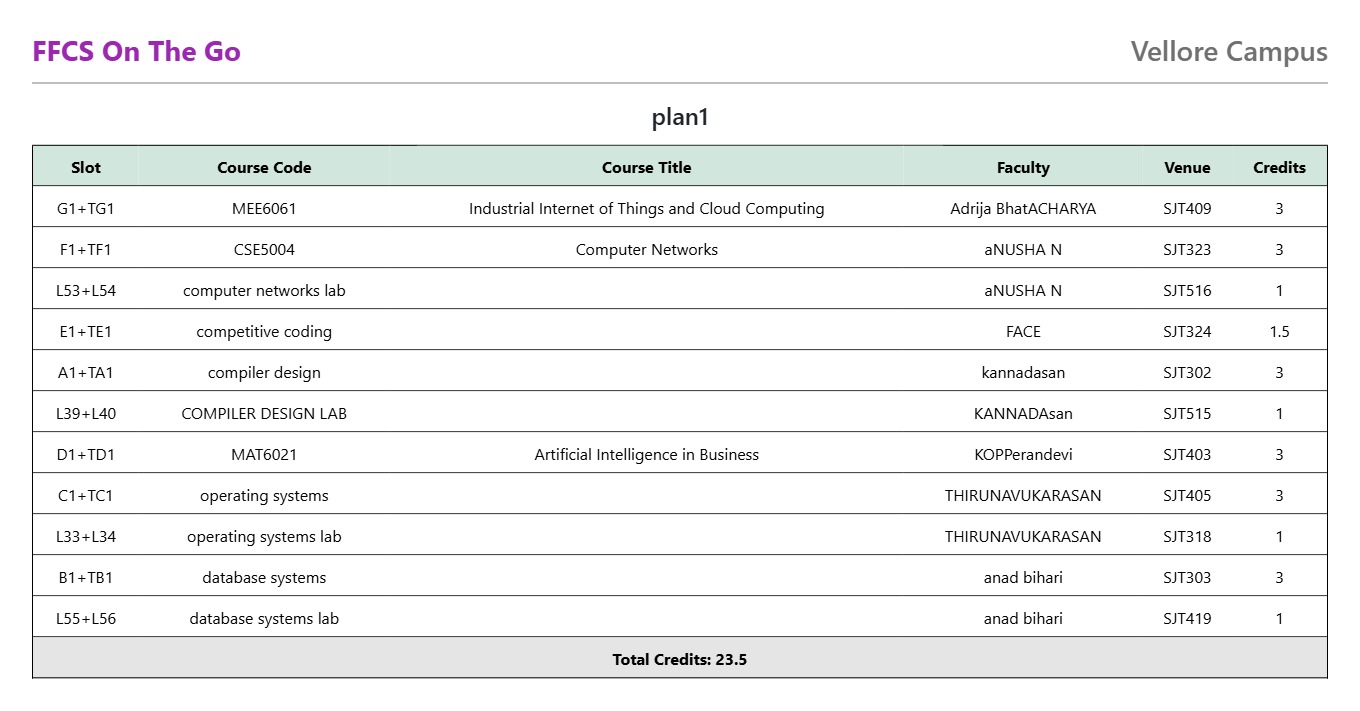 FFCS On The Go Vellore Campus
plan1
Slot Course Code Course Title Faculty Venue Credits
G1+TG1 MEE6061 Industrial Internet of Things and Cloud Computing Adrija BhatACHARYA SJT409 3
F1+TF1 CSE5004 Computer Networks aNUSHA N SJT323 3
L53+L54 computer networks lab aNUSHA N SJT516 1
E1+TE1 competitive coding FACE SJT324 1.5
A1+TA1 compiler design kannadasan SJT302 3
L39+L40 COMPILER DESIGN LAB KANNADAsan SJT515 1
D1+TD1 MAT6021 Artificial Intelligence in Business KOPPerandevi SJT403 3
C1+TC1 operating systems THIRUNAVUKARASAN SJT405 3
L33+L34 operating systems lab THIRUNAVUKARASAN SJT318 1
B1+TB1 database systems anad bihari SJT303 3
L55+L56 database systems lab anad bihari SJT419 1
Total Credits: 23.5